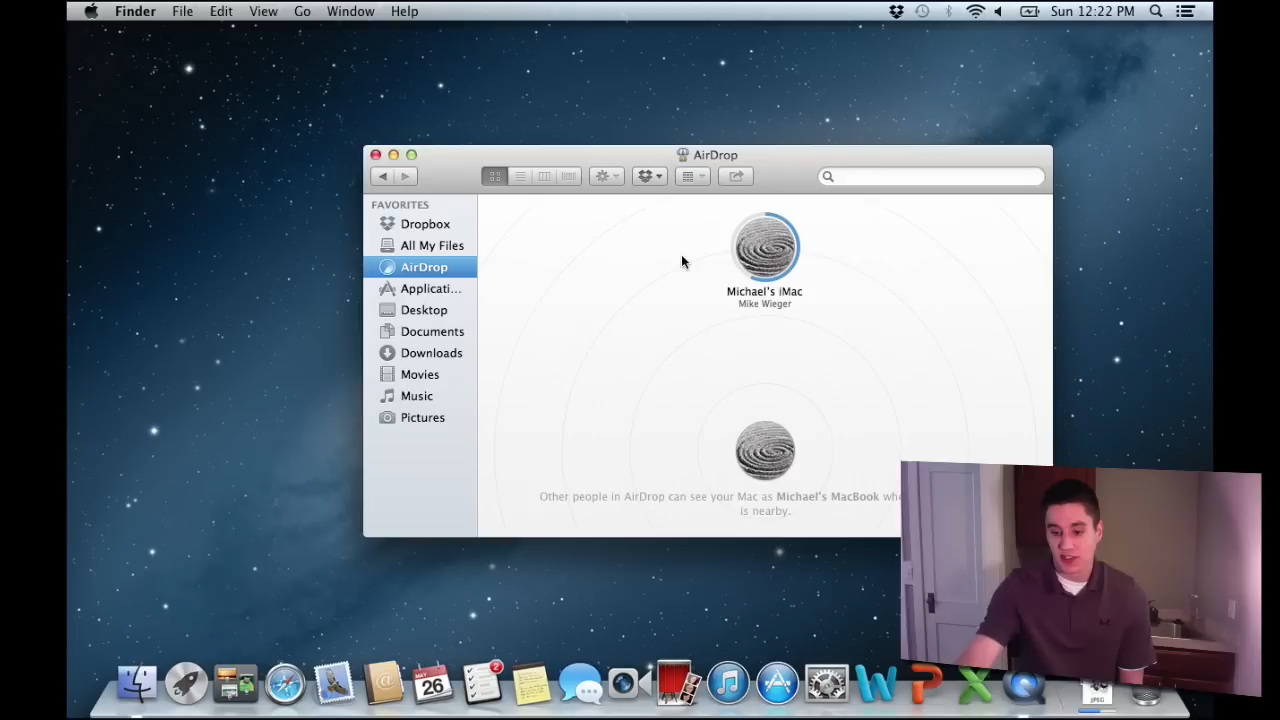 Finder File Edit View Go Window Help Sun 12:22 PM
AirDrop
FAVORITES
Dropbox
All My Files
AirDrop
Applicati...
Desktop
Documents
Downloads
Movies
Music
Pictures
Michael's iMac
Mike Wieger
Other people in AirDrop can see your Mac as Michael's MacBook
is nearby.
MAY
26
2
JPEG